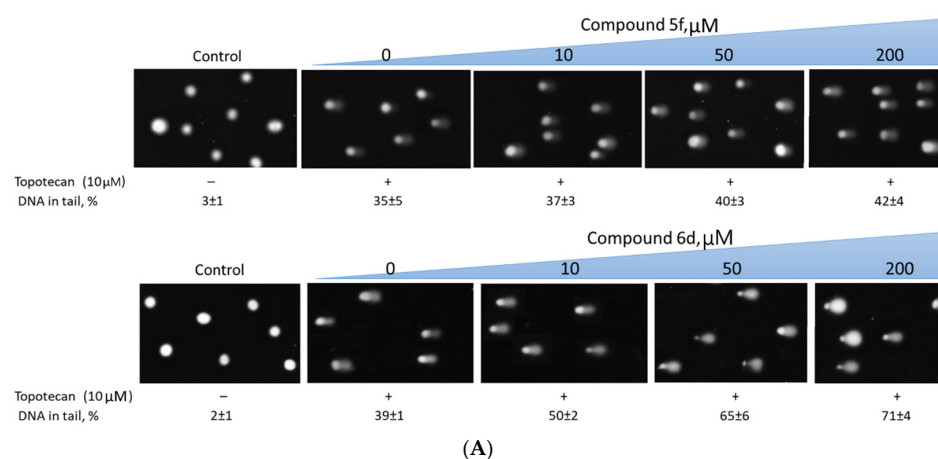 Compound 5f, μM
Control 0 10 50 200
Topotecan (10 μM) – + + + +
DNA in tail, % 3±1 35±5 37±3 40±3 42±4
Compound 6d, μM
Control 0 10 50 200
Topotecan (10 μM) – + + + +
DNA in tail, % 2±1 39±1 50±2 65±6 71±4
(A)